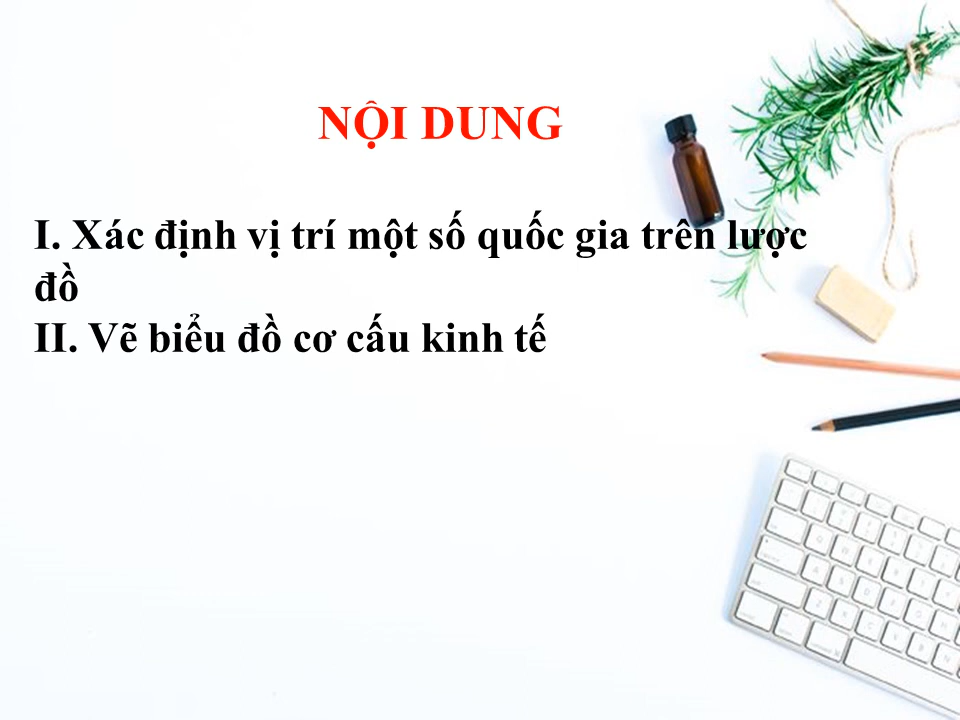 NỘI DUNG
I. Xác định vị trí một số quốc gia trên lược
đồ
II. Vẽ biểu đồ cơ cấu kinh tế